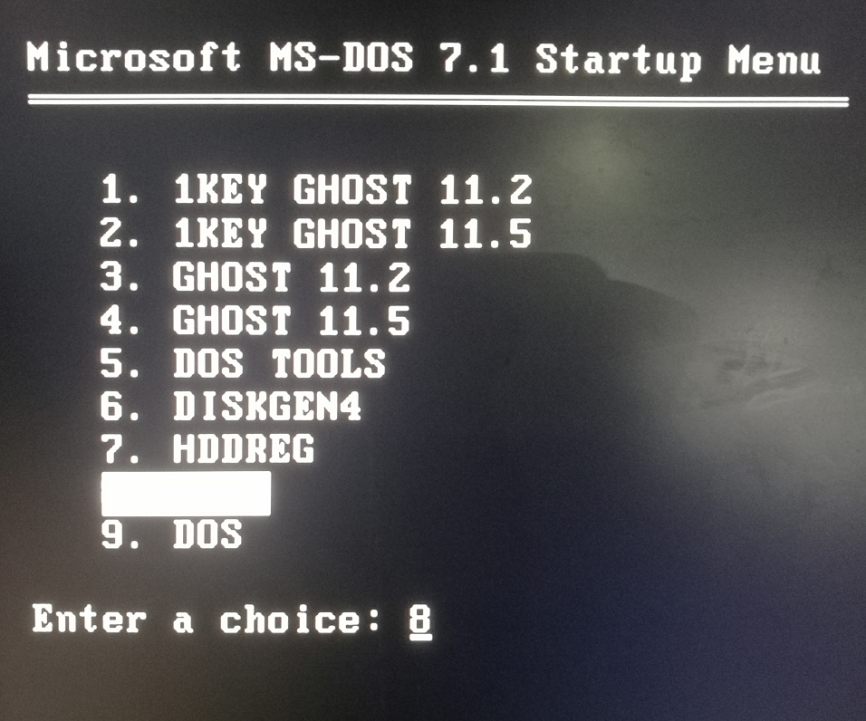 Microsoft MS-DOS 7.1 Startup Menu
1. 1KEY GHOST 11.2
2. 1KEY GHOST 11.5
3. GHOST 11.2
4. GHOST 11.5
5. DOS TOOLS
6. DISKGEN4
7. HDDREG
9. DOS
Enter a choice: 8